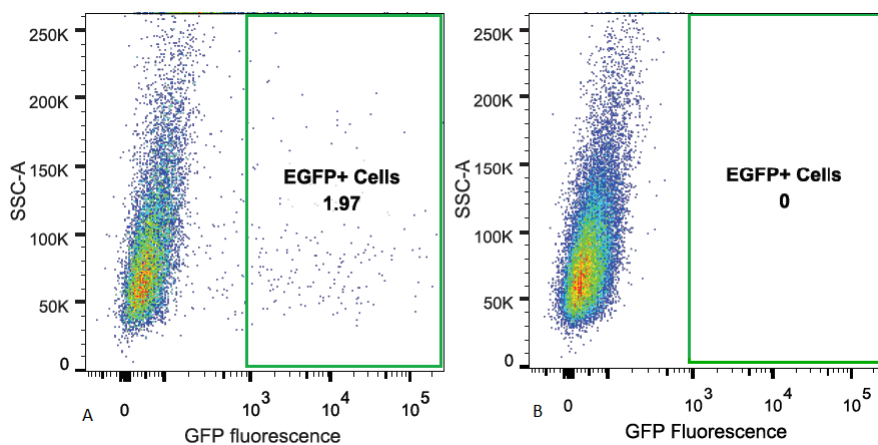 250K
200K
150K
100K
50K
0
SSC-A
EGFP+ Cells
1.97
0
10^3
10^4
10^5
A
GFP fluorescence
250K
200K
150K
100K
50K
0
SSC-A
EGFP+ Cells
0
0
10^3
10^4
10^5
B
GFP Fluorescence